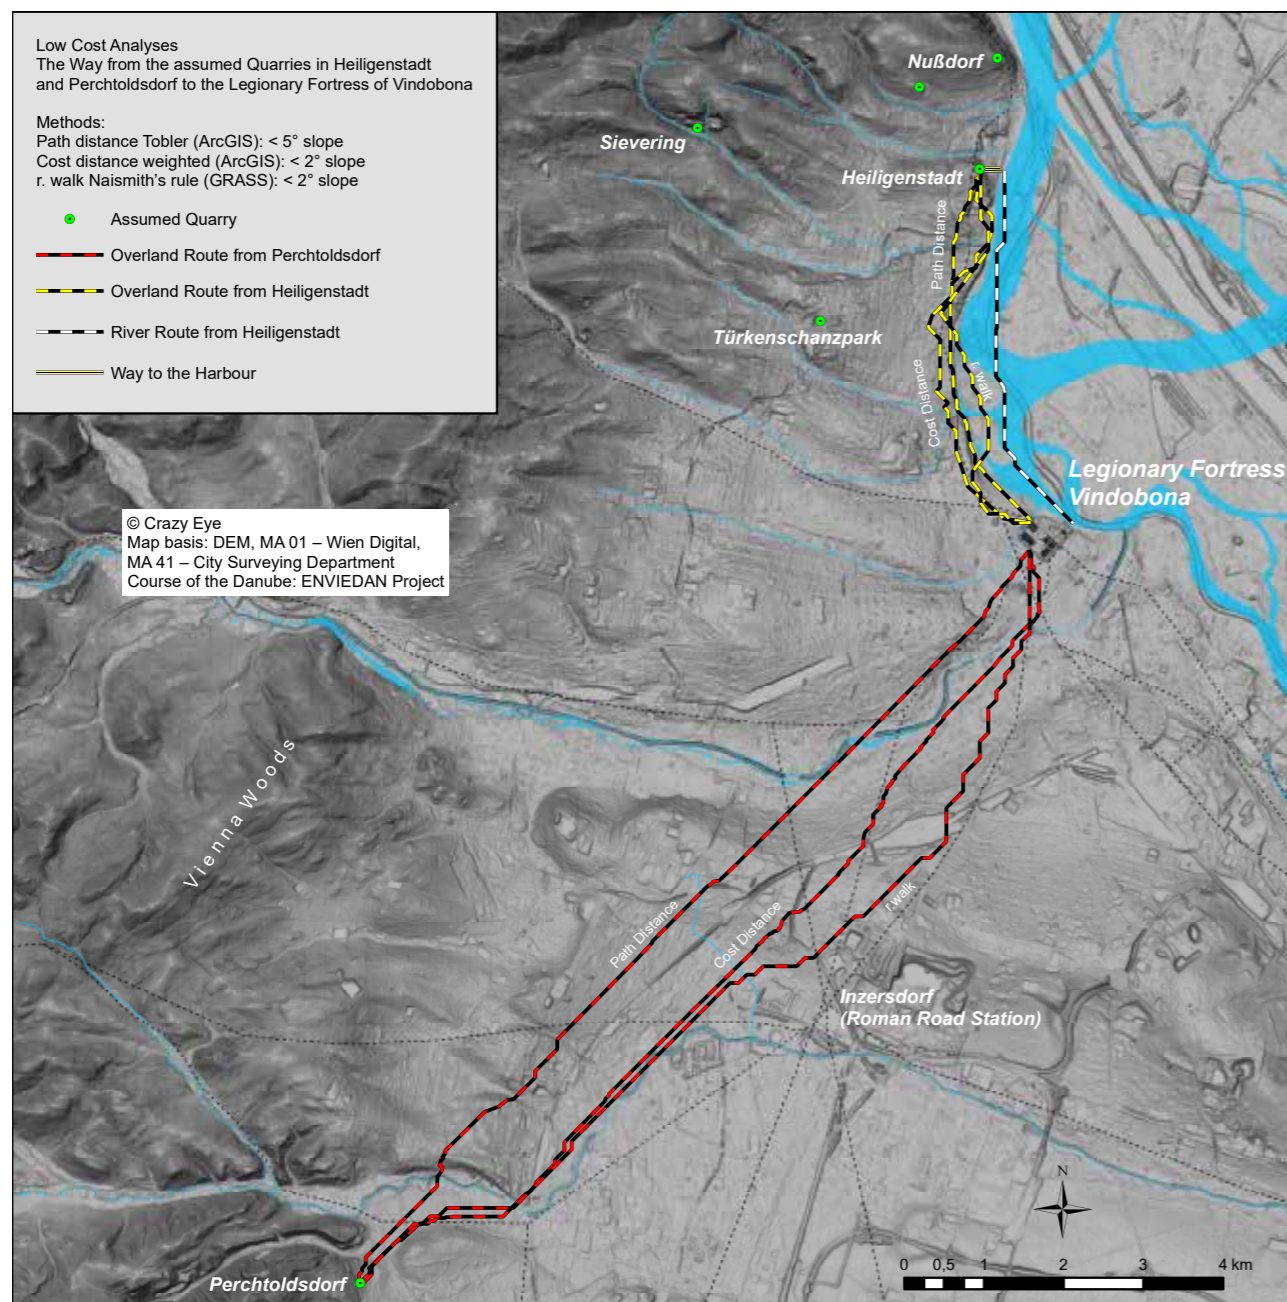 Low Cost Analyses
The Way from the assumed Quarries in Heiligenstadt
and Perchtoldsdorf to the Legionary Fortress of Vindobona
Methods:
Path distance Tobler (ArcGIS): < 5° slope
Cost distance weighted (ArcGIS): < 2° slope
r. walk Naismith's rule (GRASS): < 2° slope
Assumed Quarry
Overland Route from Perchtoldsdorf
Overland Route from Heiligenstadt
River Route from Heiligenstadt
Way to the Harbour
Nußdorf
Sievering
Heiligenstadt
Path Distance
Türkenschanzpark
r. walk
Cost Distance
Legionary Fortress
Vindobona
© Crazy Eye
Map basis: DEM, MA 01 – Wien Digital,
MA 41 – City Surveying Department
Course of the Danube: ENVIEDAN Project
Vienna Woods
Path Distance
Cost Distance
r.walk
Inzersdorf
(Roman Road Station)
N
Perchtoldsdorf
0 0,5 1 2 3 4 km